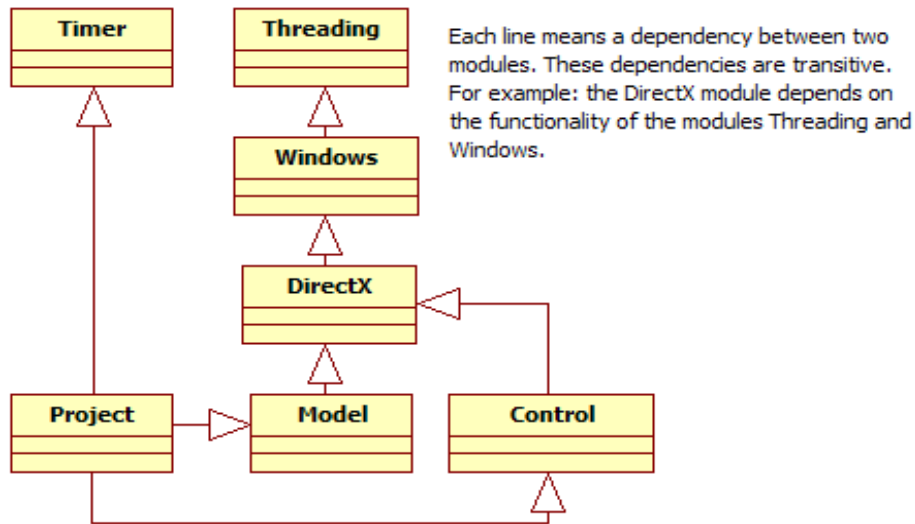 Timer
Threading
Each line means a dependency between two
modules. These dependencies are transitive.
For example: the DirectX module depends on
the functionality of the modules Threading and
Windows.
Windows
DirectX
Project
Model
Control